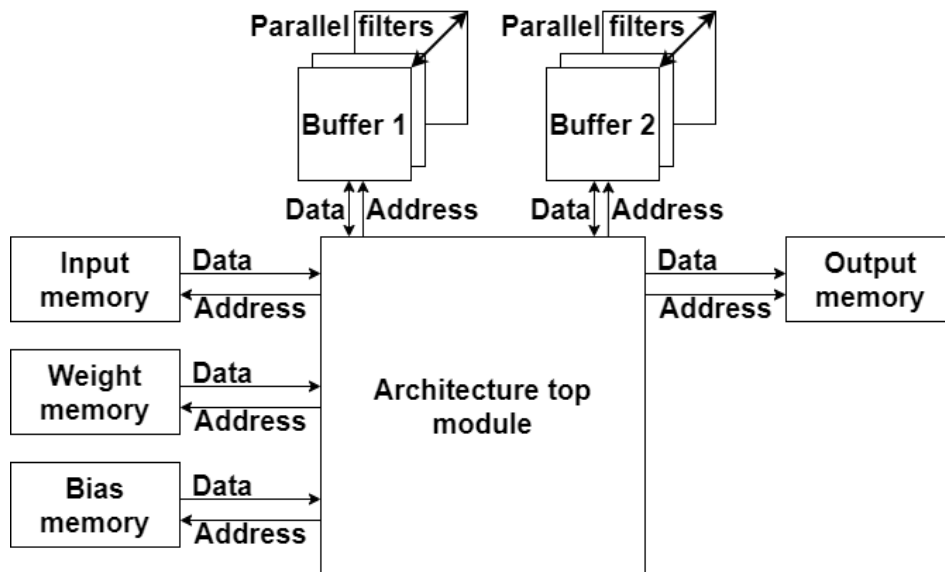 Parallel filters
Parallel filters
Buffer 1
Buffer 2
Data
Address
Data
Address
Input
memory
Data
Address
Data
Address
Output
memory
Weight
memory
Data
Address
Architecture top
module
Bias
memory
Data
Address